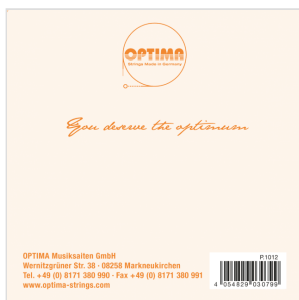 OPTIMA
Strings Made in Germany
You deserve the optimum
OPTIMA Musiksaiten GmbH
Wernitzgrüner Str. 38 · 08258 Markneukirchen
Tel. +49 (0) 8171 380 990 · Fax +49 (0) 8171 380 991
www.optima-strings.com
P.1012
4 054829 030799